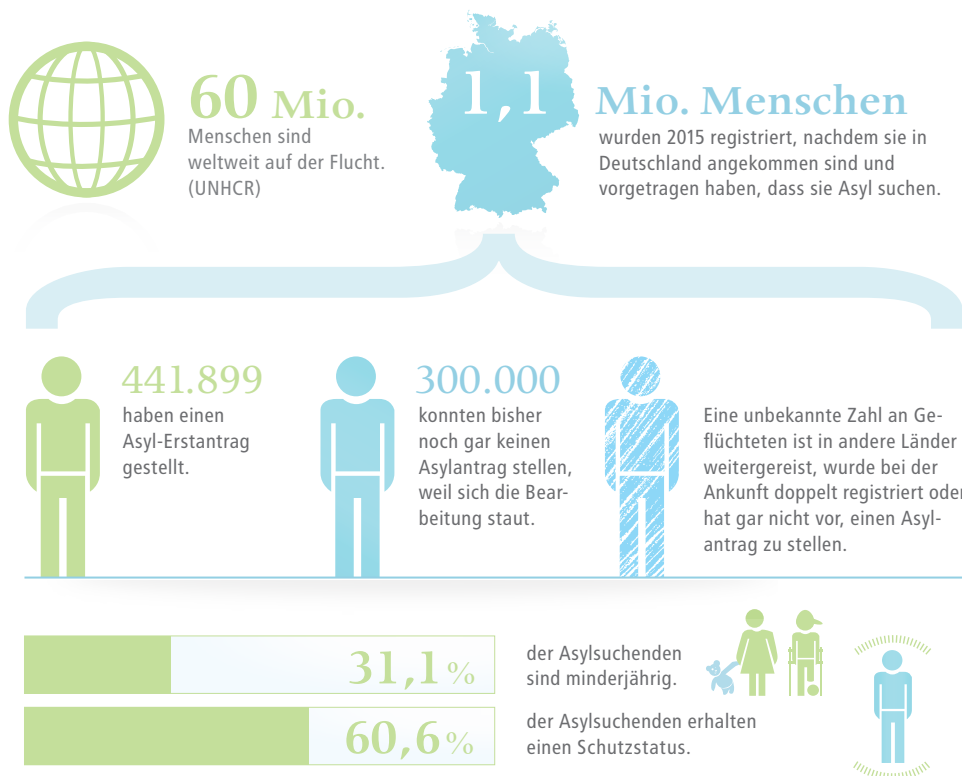 60 Mio.
Menschen sind
weltweit auf der Flucht.
(UNHCR)
1,1 Mio. Menschen
wurden 2015 registriert, nachdem sie in
Deutschland angekommen sind und
vorgetragen haben, dass sie Asyl suchen.
441.899
haben einen
Asyl-Erstantrag
gestellt.
300.000
konnten bisher
noch gar keinen
Asylantrag stellen,
weil sich die Bear-
beitung staut.
Eine unbekannte Zahl an Ge-
flüchteten ist in andere Länder
weitergereist, wurde bei der
Ankunft doppelt registriert oder
hat gar nicht vor, einen Asyl-
antrag zu stellen.
31,1 %
der Asylsuchenden
sind minderjährig.
60,6 %
der Asylsuchenden erhalten
einen Schutzstatus.